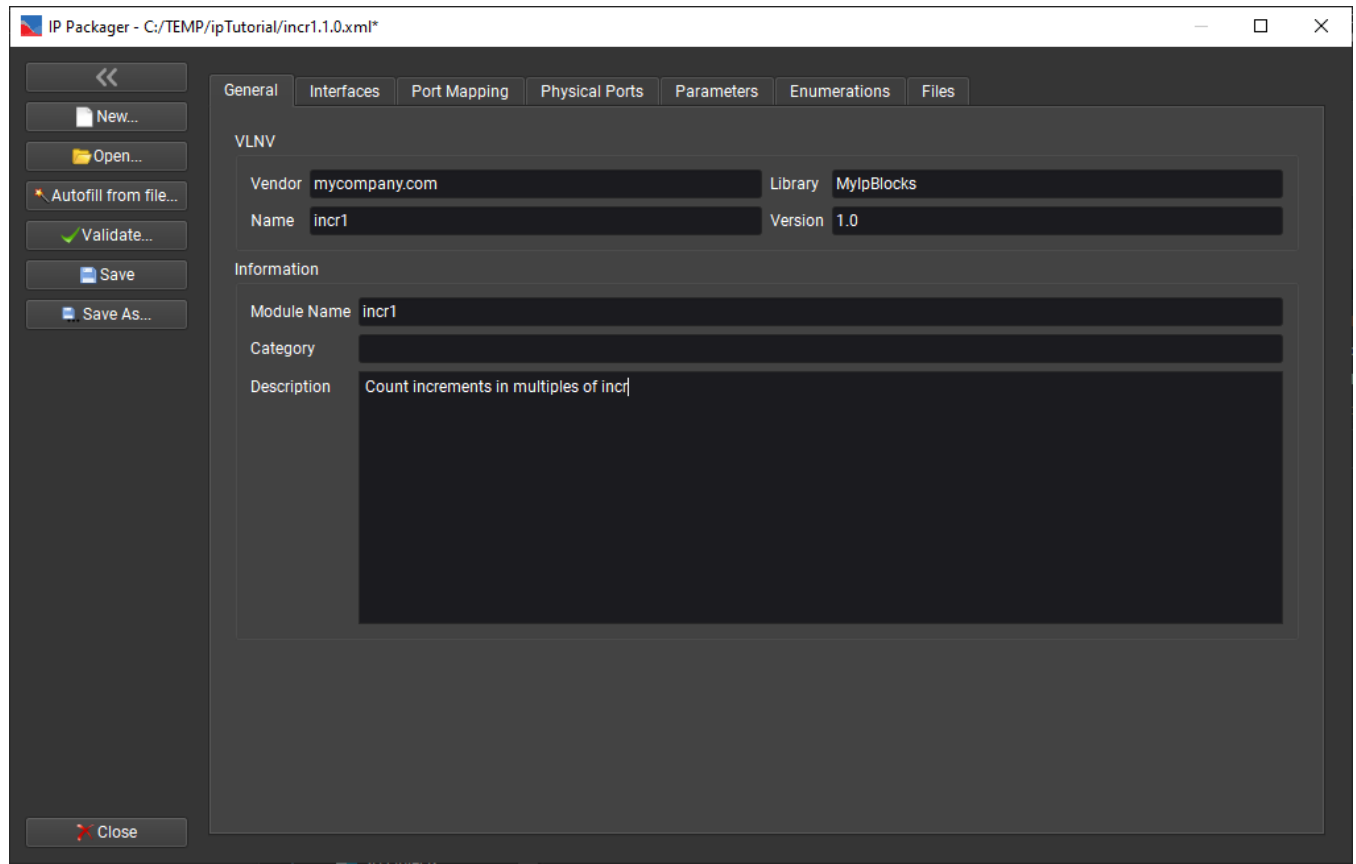 IP Packager - C:/TEMP/ipTutorial/incr1.1.0.xml*
General Interfaces Port Mapping Physical Ports Parameters Enumerations Files
New...
Open...
Autofill from file...
Validate...
Save
Save As...
VLNV
Vendor mycompany.com Library MyIpBlocks
Name incr1 Version 1.0
Information
Module Name incr1
Category
Description Count increments in multiples of incr
Close